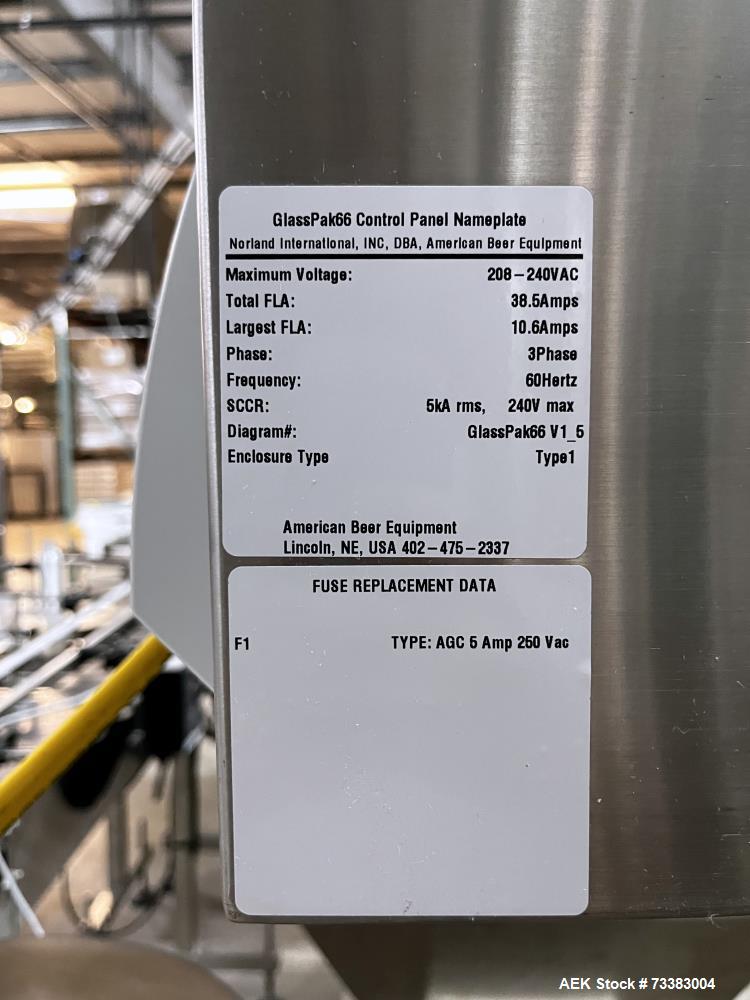 GlassPak66 Control Panel Nameplate
Norland International, INC, DBA, American Beer Equipment
Maximum Voltage: 208-240VAC
Total FLA: 38.5Amps
Largest FLA: 10.6Amps
Phase: 3Phase
Frequency: 60Hertz
SCCR: 5kA rms, 240V max
Diagram#: GlassPak66 V1_5
Enclosure Type Type1
American Beer Equipment
Lincoln, NE, USA 402-475-2337
FUSE REPLACEMENT DATA
F1 TYPE: AGC 5 Amp 250 Vac
AEK Stock # 73383004